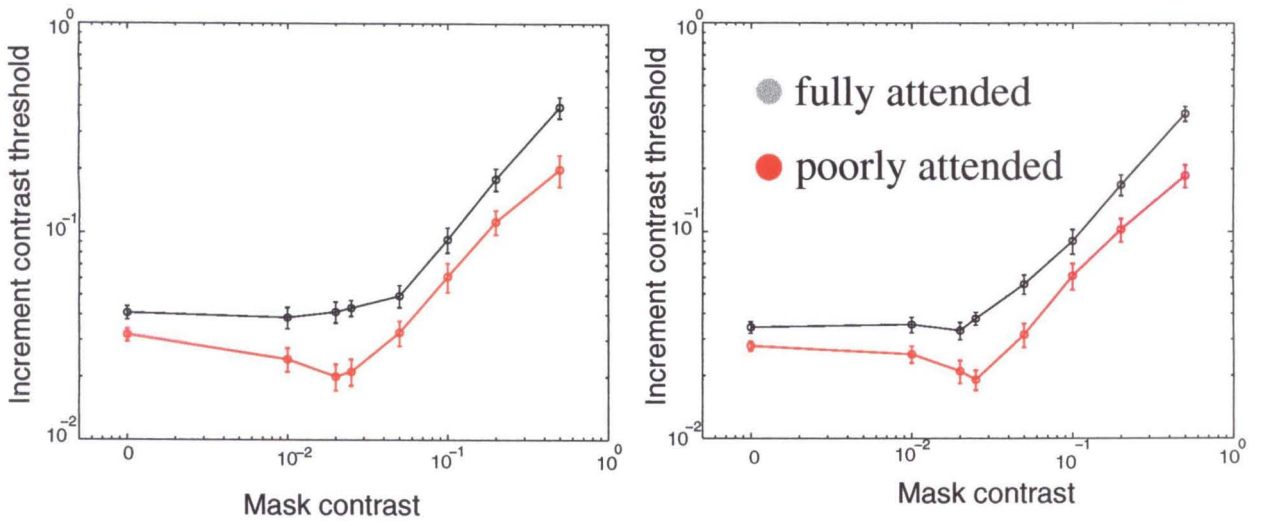 Increment contrast threshold
10⁰
10⁻¹
10⁻²
0
10⁻²
10⁻¹
10⁰
Mask contrast
Increment contrast threshold
10⁰
10⁻¹
10⁻²
fully attended
poorly attended
0
10⁻²
10⁻¹
10⁰
Mask contrast